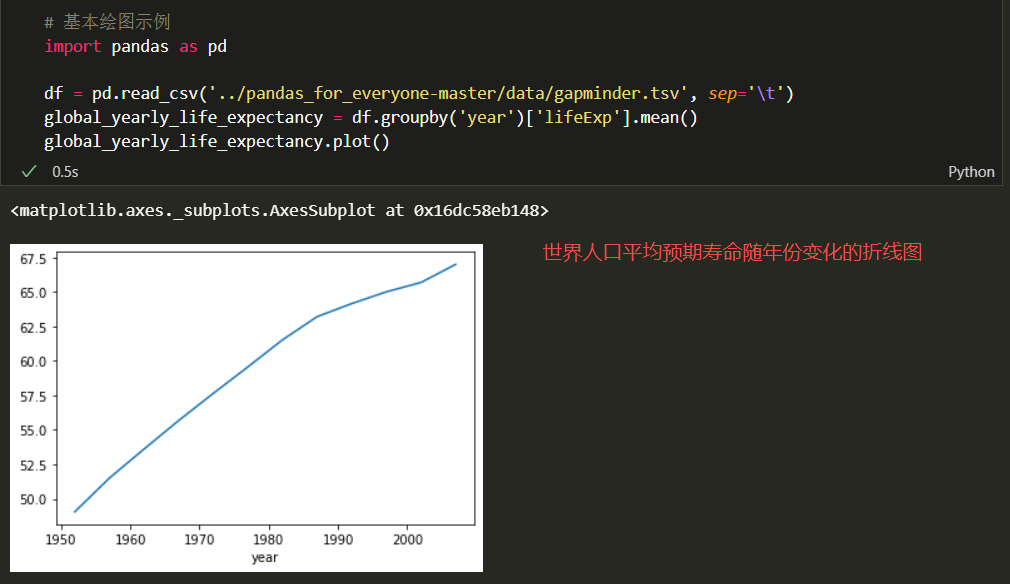 # 基本绘图示例
import pandas as pd
df = pd.read_csv('../pandas_for_everyone-master/data/gapminder.tsv', sep='\t')
global_yearly_life_expectancy = df.groupby('year')['lifeExp'].mean()
global_yearly_life_expectancy.plot()
0.5s
Python
<matplotlib.axes._subplots.AxesSubplot at 0x16dc58eb148>
世界人口平均预期寿命随年份变化的折线图
67.5
65.0
62.5
60.0
57.5
55.0
52.5
50.0
1950 1960 1970 1980 1990 2000
year